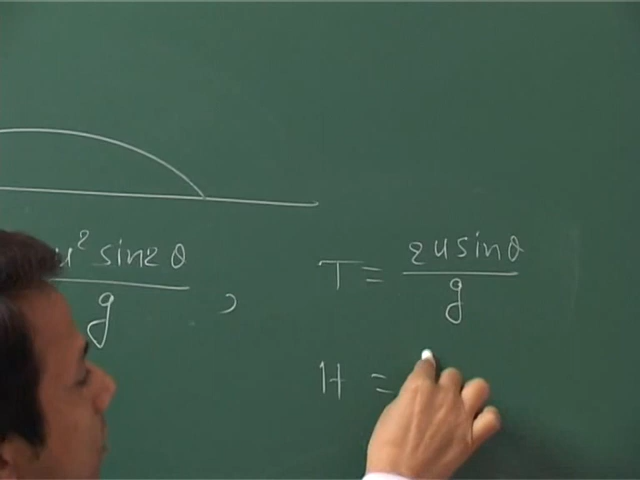 u² sin2θ / g , T = 2u sinθ / g
H =